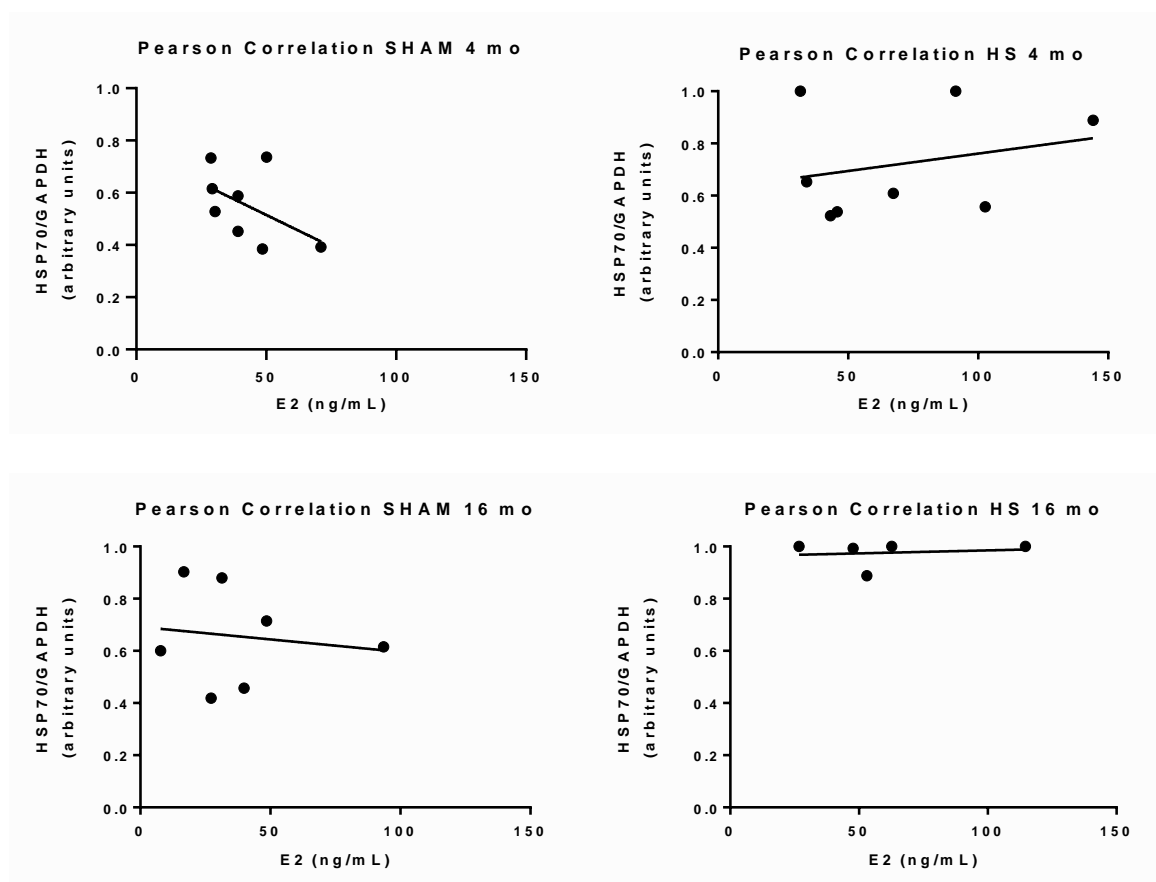 Pearson Correlation SHAM 4 mo
HSP70/GAPDH
(arbitrary units)
1.0
0.8
0.6
0.4
0.2
0.0
0 50 100 150
E2 (ng/mL)
Pearson Correlation HS 4 mo
HSP70/GAPDH
(arbitrary units)
1.0
0.8
0.6
0.4
0.2
0.0
0 50 100 150
E2 (ng/mL)
Pearson Correlation SHAM 16 mo
HSP70/GAPDH
(arbitrary units)
1.0
0.8
0.6
0.4
0.2
0.0
0 50 100 150
E2 (ng/mL)
Pearson Correlation HS 16 mo
HSP70/GAPDH
(arbitrary units)
1.0
0.8
0.6
0.4
0.2
0.0
0 50 100 150
E2 (ng/mL)